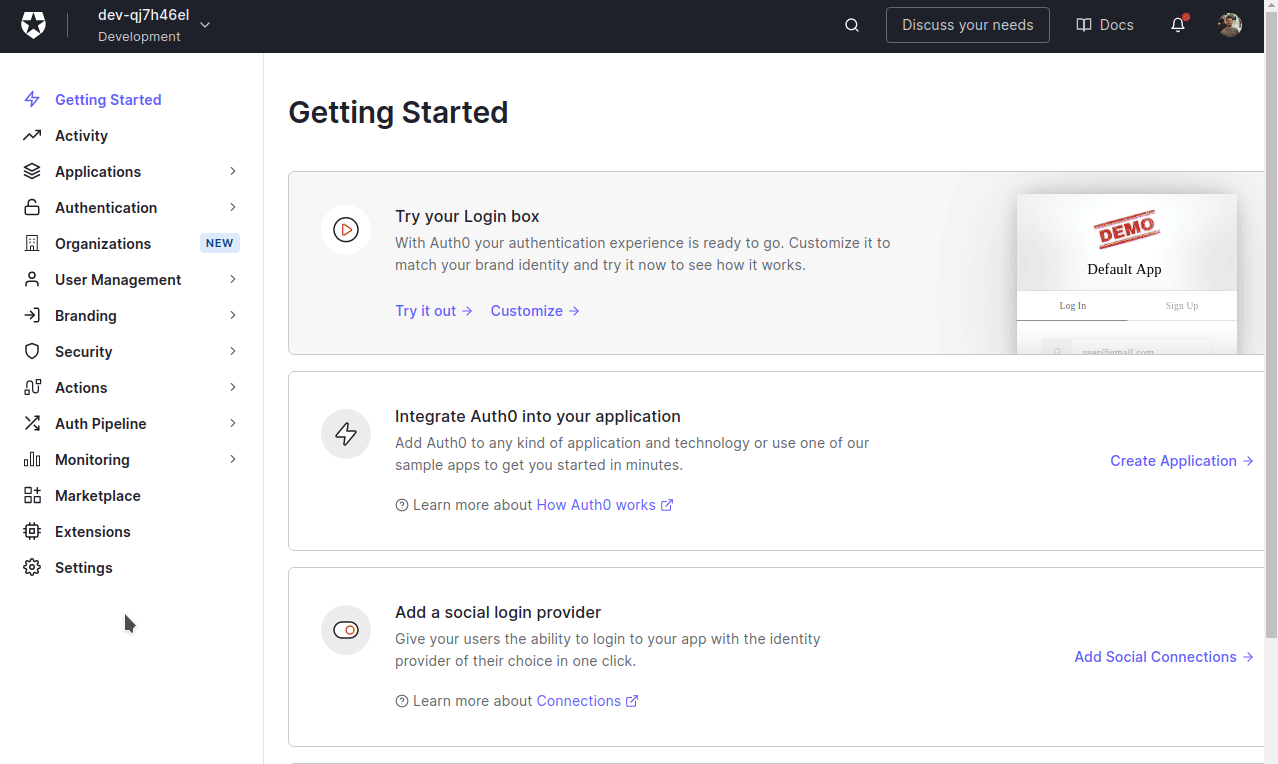 dev-qj7h46el
Development
Discuss your needs
Docs
Getting Started
Activity
Applications
Authentication
Organizations NEW
User Management
Branding
Security
Actions
Auth Pipeline
Monitoring
Marketplace
Extensions
Settings
Getting Started
Try your Login box
With Auth0 your authentication experience is ready to go. Customize it to
match your brand identity and try it now to see how it works.
Try it out → Customize →
DEMO
Default App
Log In Sign Up
user@email.com
Integrate Auth0 into your application
Add Auth0 to any kind of application and technology or use one of our
sample apps to get you started in minutes.
Learn more about How Auth0 works
Create Application →
Add a social login provider
Give your users the ability to login to your app with the identity
provider of their choice in one click.
Learn more about Connections
Add Social Connections →